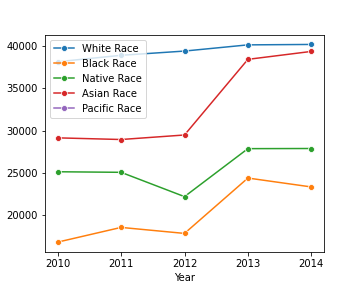 40000
35000
30000
25000
20000
White Race
Black Race
Native Race
Asian Race
Pacific Race
2010 2011 2012 2013 2014
Year